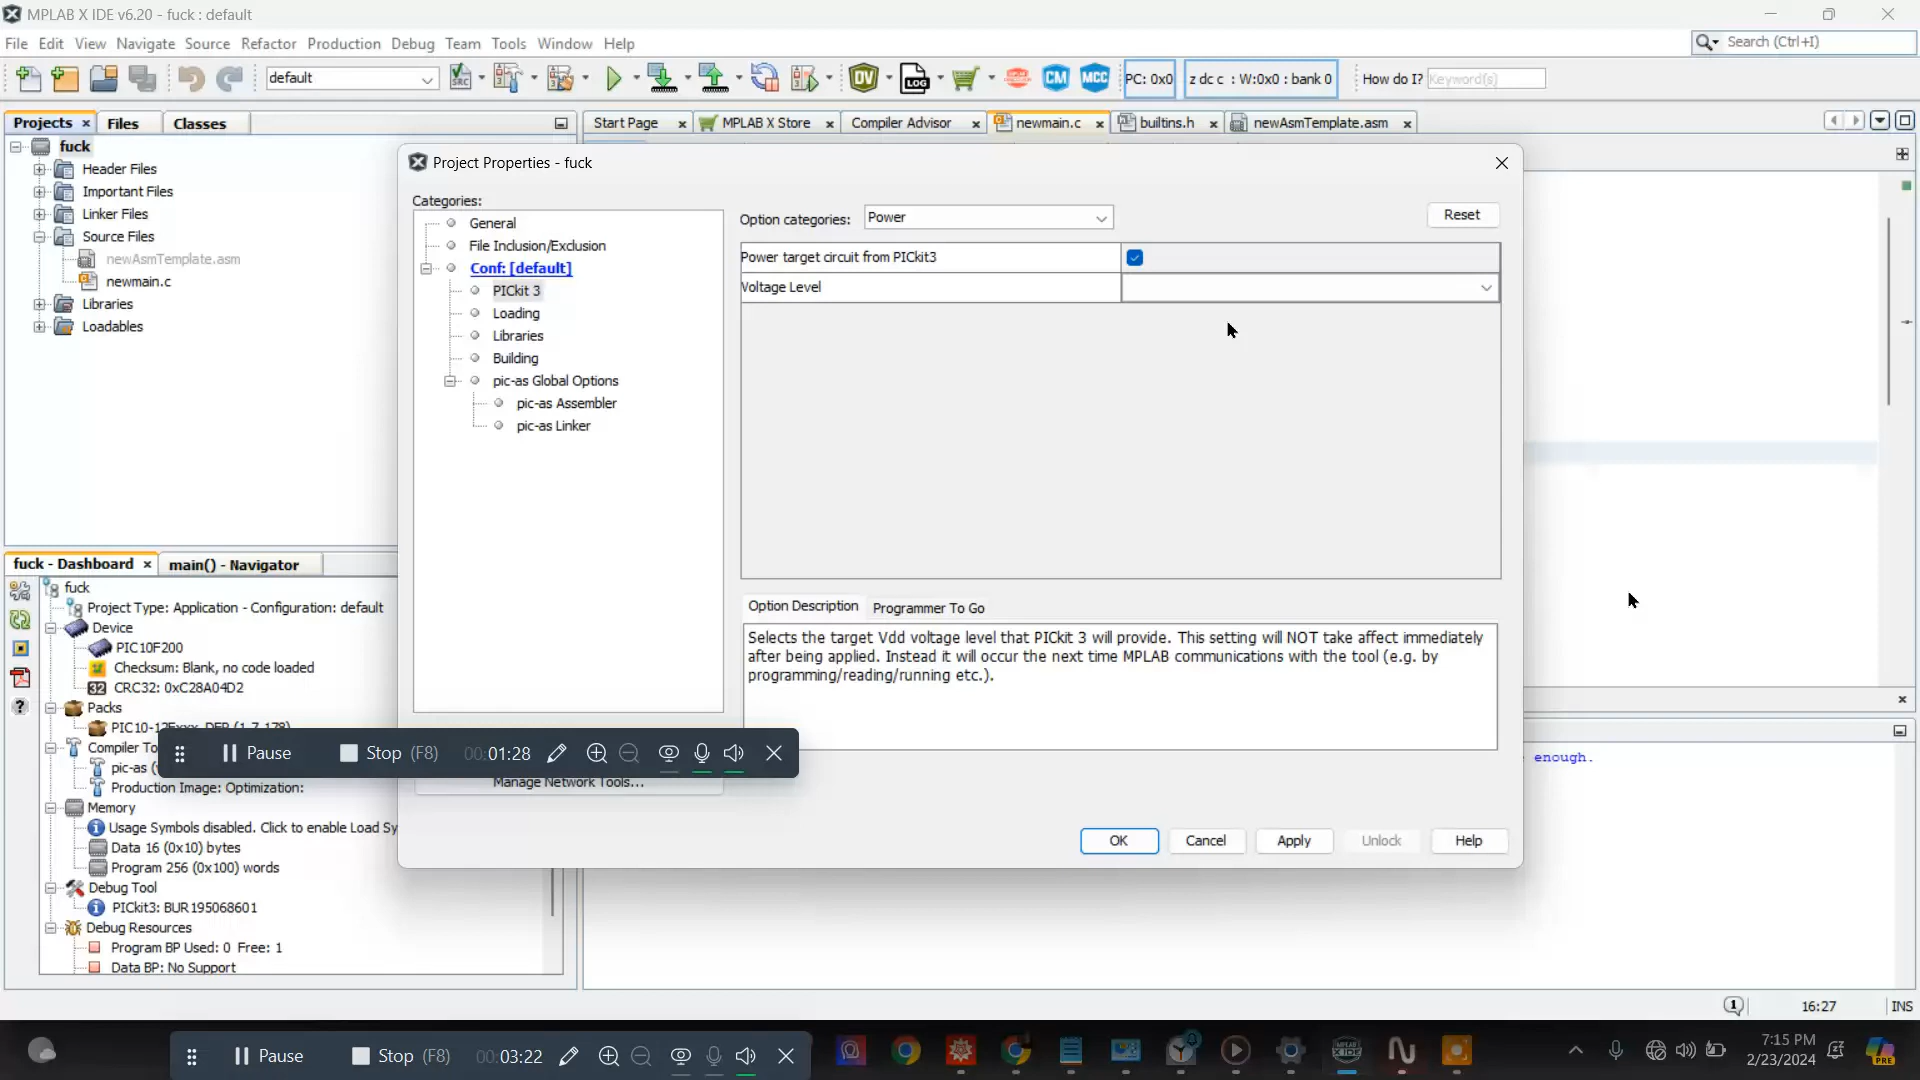 MPLAB X IDE v6.20 - fuck : default
File Edit View Navigate Source Refactor Production Debug Team Tools Window Help
Search (Ctrl+I)
default
SRC
DV
LOG
CM
MCC
PC: 0x0
z dc c : W:0x0 : bank 0
How do I?
Keyword(s)
Projects
Files
Classes
Start Page
MPLAB X Store
Compiler Advisor
newmain.c
builtins.h
newAsmTemplate.asm
fuck
Header Files
Important Files
Linker Files
Source Files
newAsmTemplate.asm
newmain.c
Libraries
Loadables
Project Properties - fuck
Categories:
General
File Inclusion/Exclusion
Conf: [default]
PICkit 3
Loading
Libraries
Building
pic-as Global Options
pic-as Assembler
pic-as Linker
Manage Network Tools...
Option categories:
Power
Reset
Power target circuit from PICkit3
Voltage Level
Option Description
Programmer To Go
Selects the target Vdd voltage level that PICkit 3 will provide. This setting will NOT take affect immediately
after being applied. Instead it will occur the next time MPLAB communications with the tool (e.g. by
programming/reading/running etc.).
OK
Cancel
Apply
Unlock
Help
enough.
fuck - Dashboard
main() - Navigator
fuck
Project Type: Application - Configuration: default
Device
PIC10F200
Checksum: Blank, no code loaded
CRC32: 0xC28A04D2
Packs
Compiler To
pic-as (
Production Image: Optimization:
Memory
Usage Symbols disabled. Click to enable Load Sy
Data 16 (0x10) bytes
Program 256 (0x100) words
Debug Tool
PICkit3: BUR195068601
Debug Resources
Program BP Used: 0 Free: 1
Data BP: No Support
Pause
Stop (F8)
00:01:28
16:27
INS
Pause
Stop (F8)
00:03:22
7:15 PM
2/23/2024
PRE